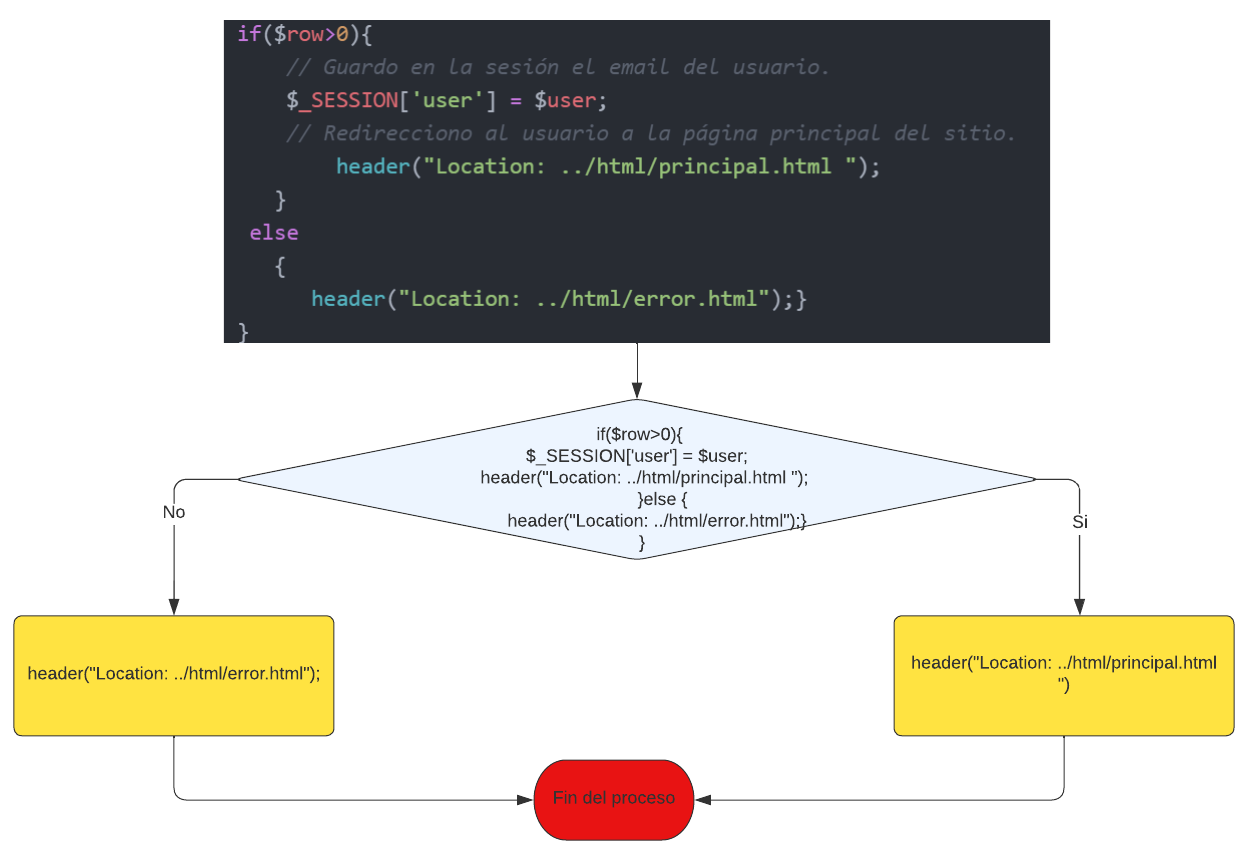 if($row>0){
// Guardo en la sesión el email del usuario.
$_SESSION['user'] = $user;
// Redirecciono al usuario a la página principal del sitio.
header("Location: ../html/principal.html ");
}
else
{
header("Location: ../html/error.html");}
}
if($row>0){
$_SESSION['user'] = $user;
header("Location: ../html/principal.html ");
}else {
header("Location: ../html/error.html");}
}
No
Si
header("Location: ../html/error.html");
header("Location: ../html/principal.html
")
Fin del proceso